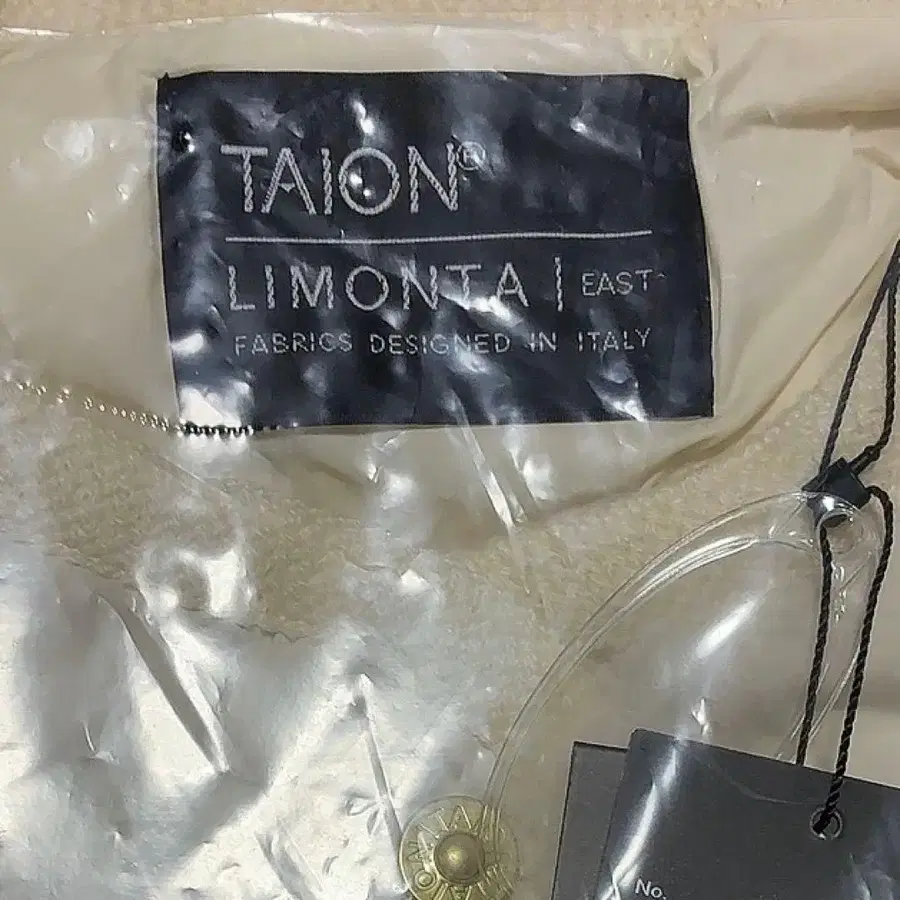 TAION®
LIMONTA | EAST
FABRICS DESIGNED IN ITALY
No.